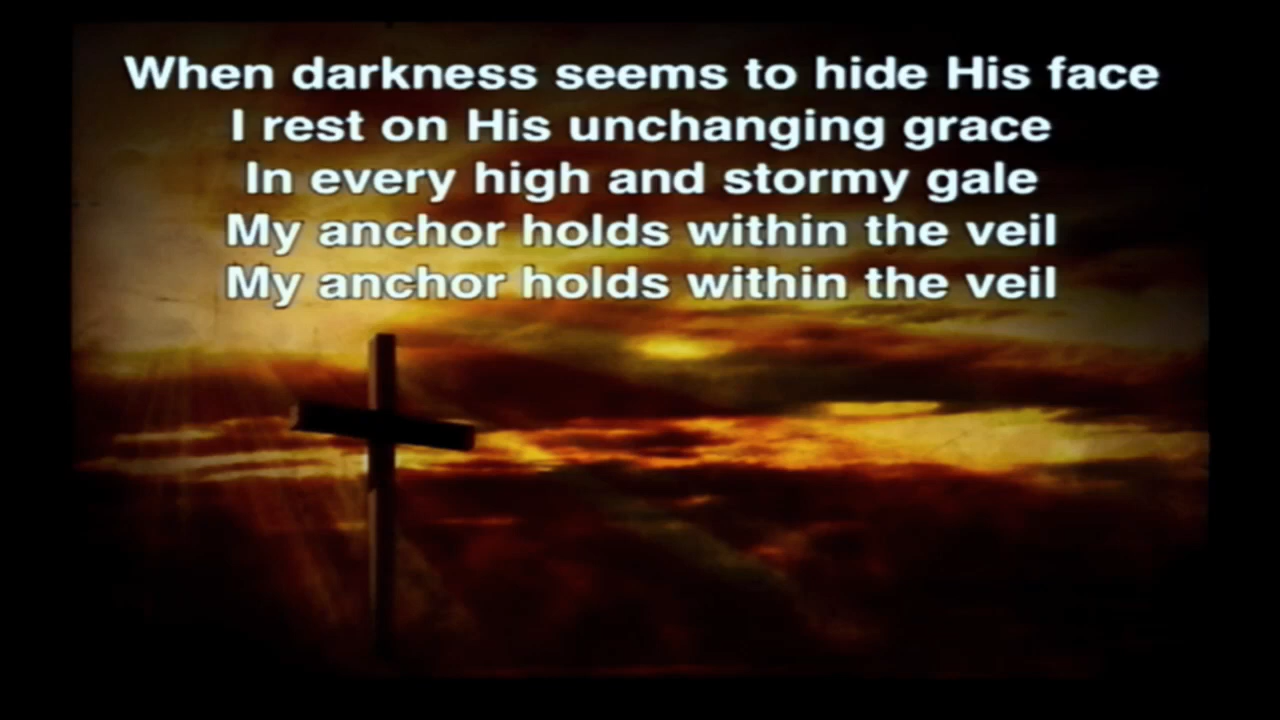 When darkness seems to hide His face
I rest on His unchanging grace
In every high and stormy gale
My anchor holds within the veil
My anchor holds within the veil